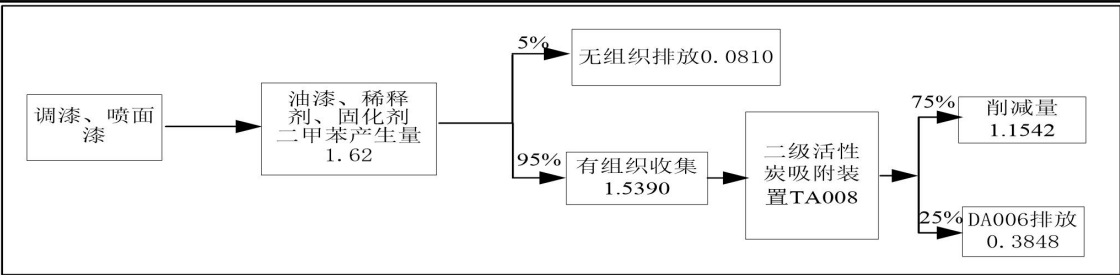 调漆、喷面
漆
油漆、稀释
剂、固化剂
二甲苯产生量
1.62
5%
无组织排放0.0810
95%
有组织收集
1.5390
二级活性
炭吸附装
置TA008
75%
削减量
1.1542
25%
DA006排放
0.3848